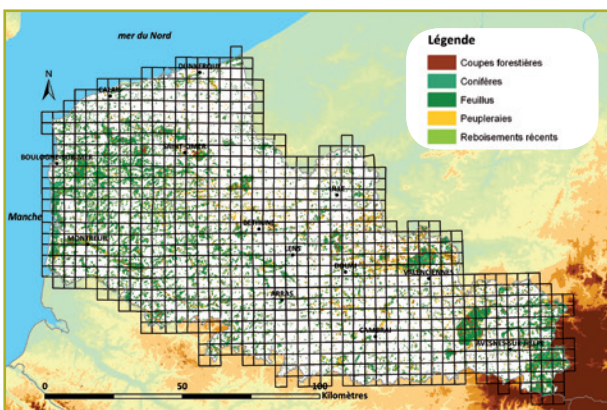 mer du Nord
Légende
Coupes forestières
Conifères
Feuillus
Peupleraies
Reboisements récents
N
DUNKERQUE
CALAIS
SAINT-OMER
BOULOGNE-SUR-MER
LILLE
Manche
BETHUNE
MONTREUIL
LENS
DOUAI
VALENCIENNES
ARRAS
CAMBRAI
AVESNES-SUR-HELPE
0 50 100
Kilomètres